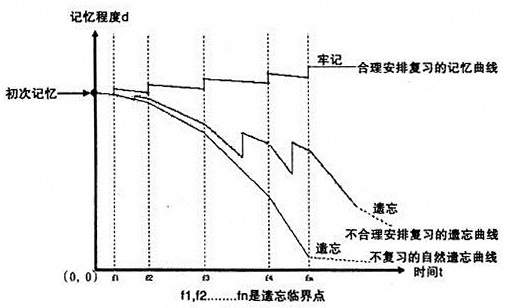 记忆程度d
牢记
合理安排复习的记忆曲线
初次记忆
遗忘
不合理安排复习的遗忘曲线
遗忘
不复习的自然遗忘曲线
(0, 0)
f1
f2
f3
f4
fn
时间t
f1,f2........fn是遗忘临界点